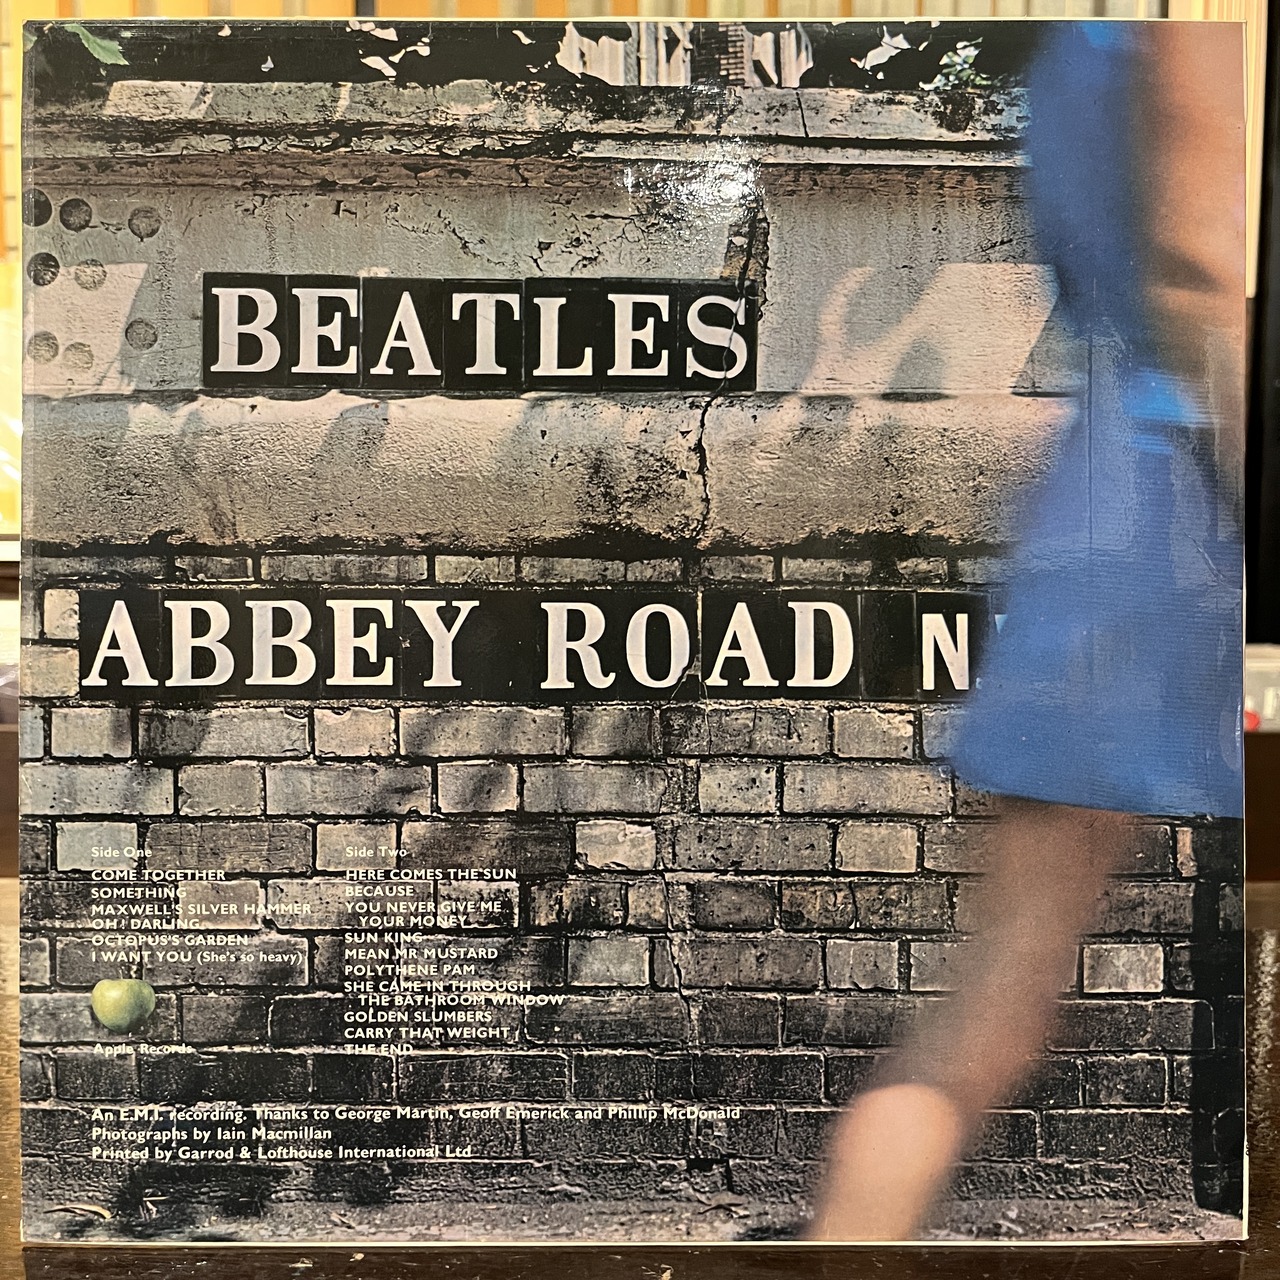 BEATLES
ABBEY ROAD N
Side One
COME TOGETHER
SOMETHING
MAXWELL'S SILVER HAMMER
OH! DARLING
OCTOPUS'S GARDEN
I WANT YOU (She's so heavy)
Apple Records
Side Two
HERE COMES THE SUN
BECAUSE
YOU NEVER GIVE ME
YOUR MONEY
SUN KING
MEAN MR MUSTARD
POLYTHENE PAM
SHE CAME IN THROUGH
THE BATHROOM WINDOW
GOLDEN SLUMBERS
CARRY THAT WEIGHT
THE END
An E.M.I. recording. Thanks to George Martin, Geoff Emerick and Phillip McDonald
Photographs by Iain Macmillan
Printed by Garrod & Lofthouse International Ltd